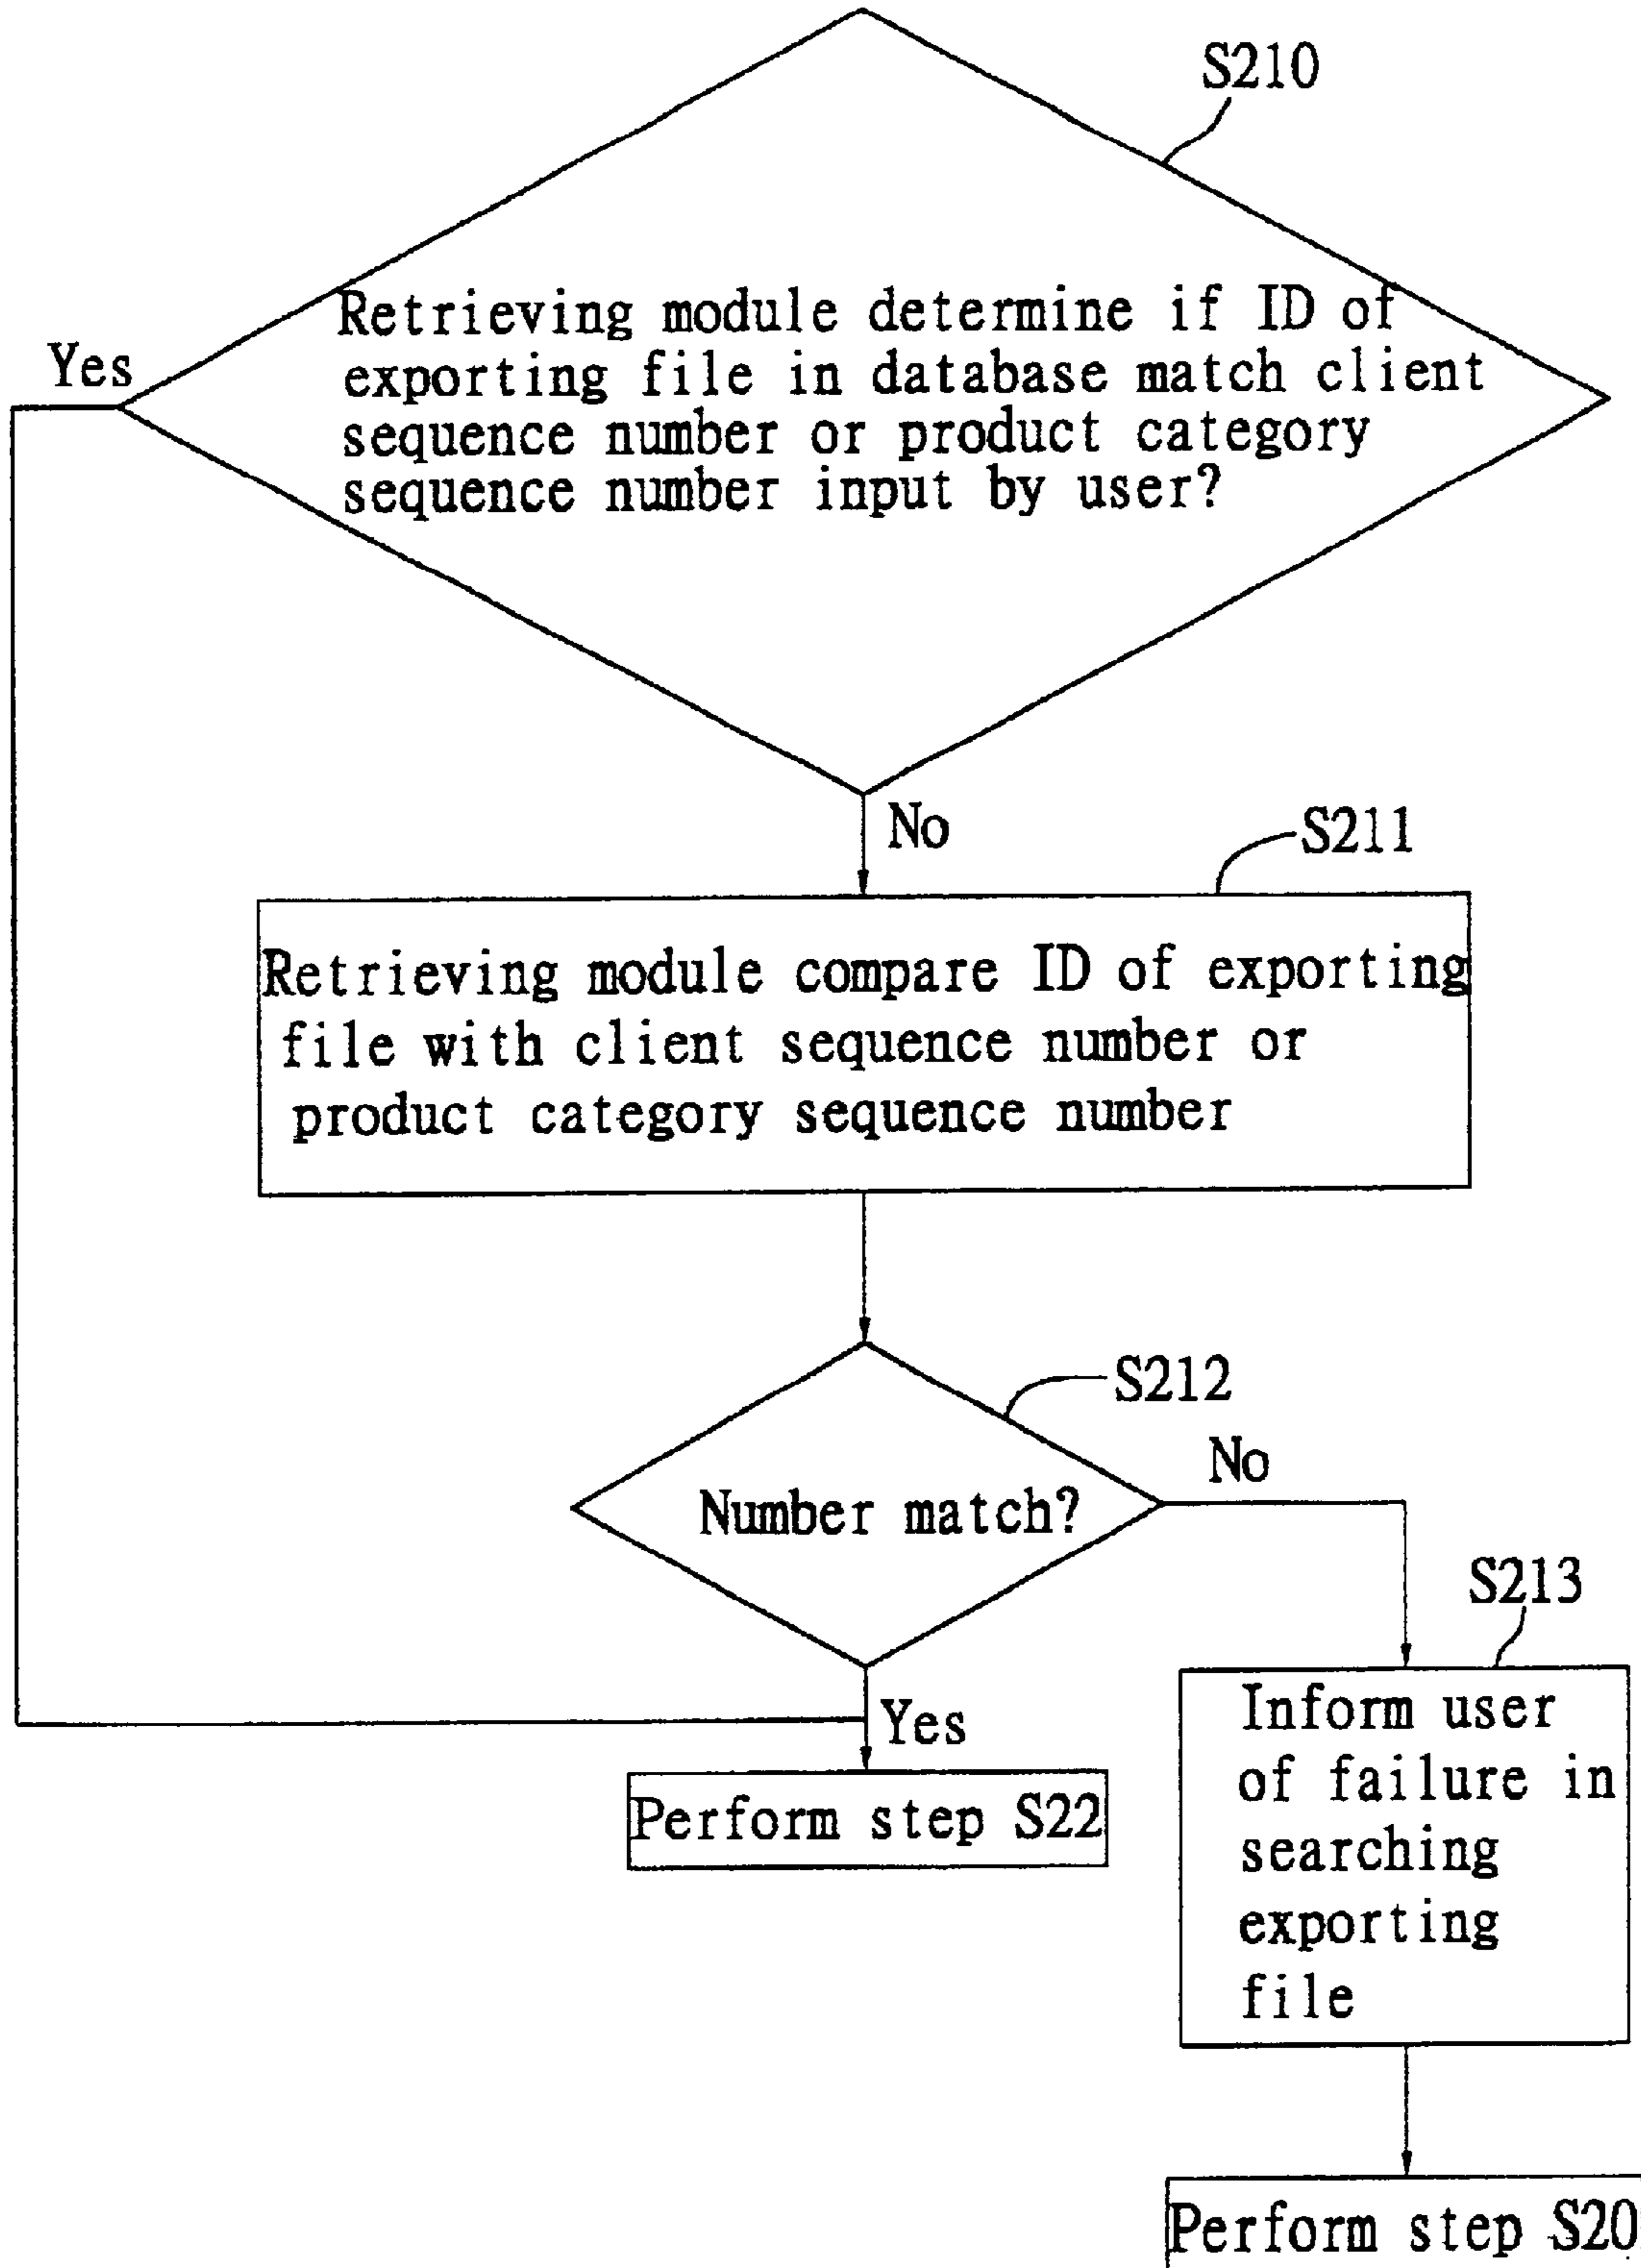 S210
Retrieving module determine if ID of
exporting file in database match client
sequence number or product category
sequence number input by user?
Yes
No
S211
Retrieving module compare ID of exporting
file with client sequence number or
product category sequence number
S212
Number match?
No
Yes
S213
Inform user
of failure in
searching
exporting
file
Perform step S22
Perform step S20